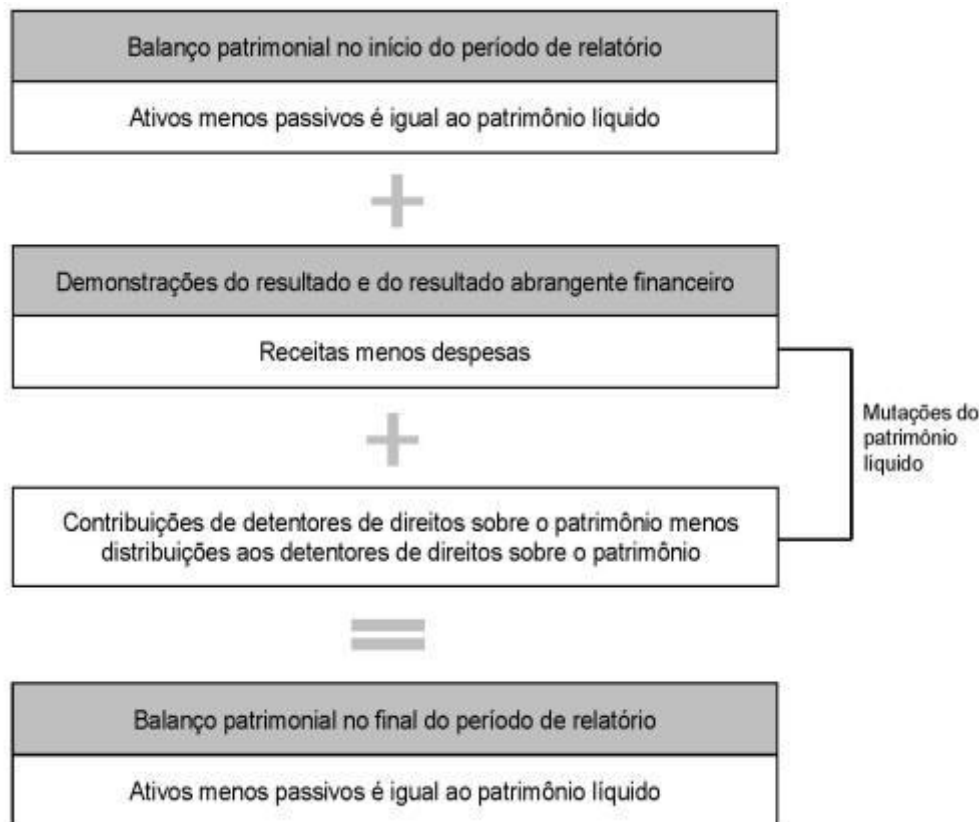 Balanço patrimonial no início do período de relatório
Ativos menos passivos é igual ao patrimônio líquido
+
Demonstrações do resultado e do resultado abrangente financeiro
Receitas menos despesas
+
Contribuições de detentores de direitos sobre o patrimônio menos
distribuições aos detentores de direitos sobre o patrimônio
Mutações do
patrimônio
líquido
=
Balanço patrimonial no final do período de relatório
Ativos menos passivos é igual ao patrimônio líquido